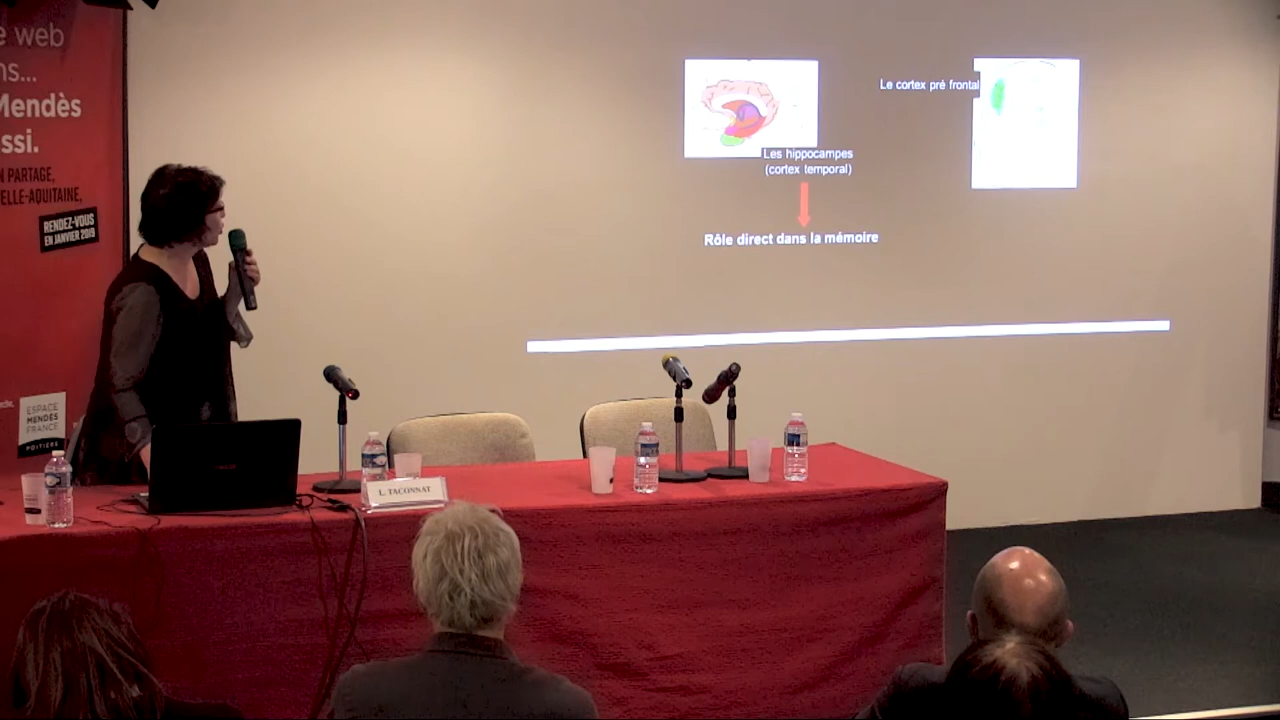 e web
ns...
Mendès
ssi.
N PARTAGE,
ELLE-AQUITAINE,
RENDEZ-VOUS
EN JANVIER 2019
ESPACE
MENDÈS
FRANCE
POITIERS
Le cortex pré frontal
Les hippocampes
(cortex temporal)
Rôle direct dans la mémoire
L. TACONNAT